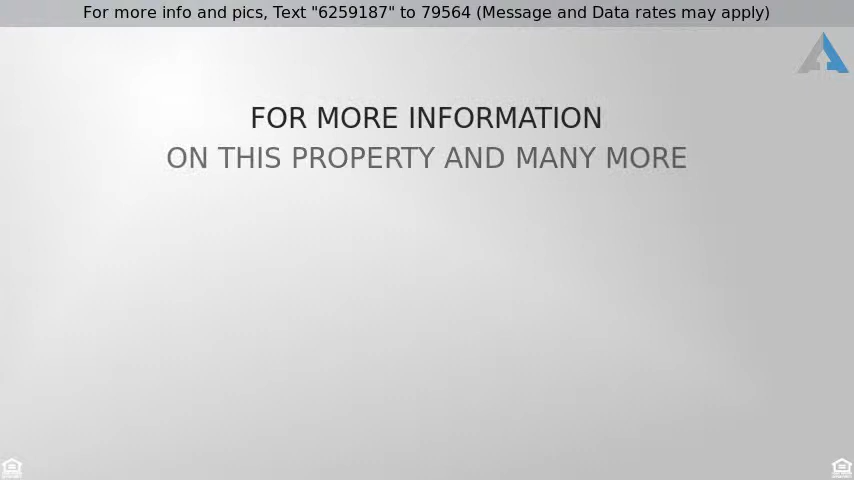 For more info and pics, Text "6259187" to 79564 (Message and Data rates may apply)
FOR MORE INFORMATION
ON THIS PROPERTY AND MANY MORE